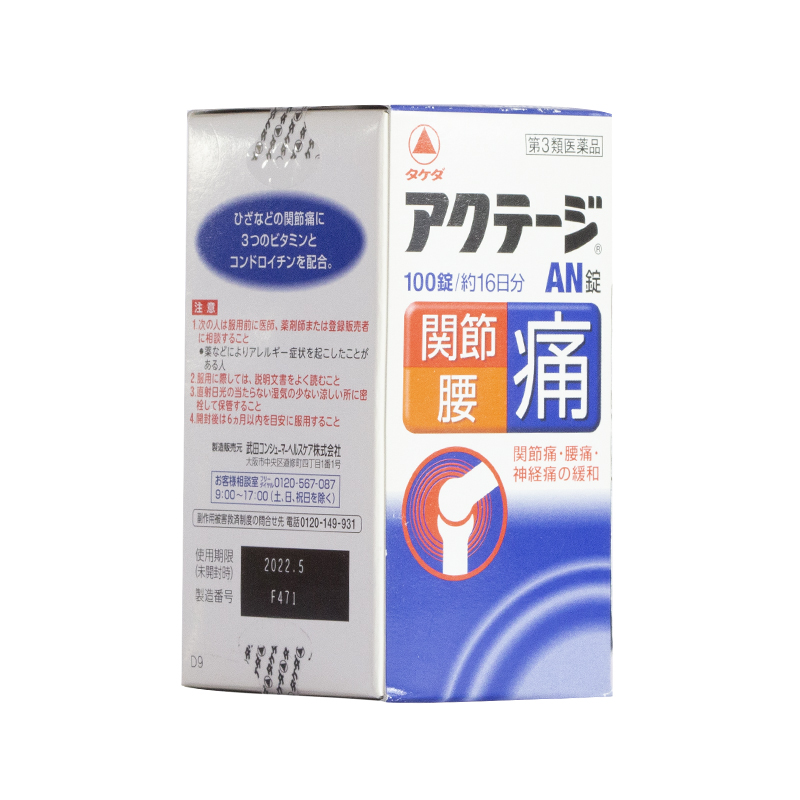 ひざなどの関節痛に
3つのビタミンと
コンドロイチンを配合。
注意
1.次の人は服用前に医師、薬剤師または登録販売者
に相談すること
●薬などによりアレルギー症状を起こしたことが
ある人
2.服用に際しては、説明文書をよく読むこと
3.直射日光の当たらない湿気の少ない涼しい所に密
栓して保管すること
4.開封後は6ヵ月以内を目安に服用すること
製造販売元 武田コンシューマーヘルスケア株式会社
大阪市中央区道修町四丁目1番1号
お客様相談室 フリーダイヤル 0120-567-087
9:00~17:00(土、日、祝日を除く)
副作用被害救済制度の問合せ先 電話0120-149-931
使用期限
(未開封時)
2022.5
製造番号
F471
D9
タケダ
第3類医薬品
アクテージ®
100錠/約16日分
AN錠
関節
腰
痛
関節痛・腰痛・
神経痛の緩和